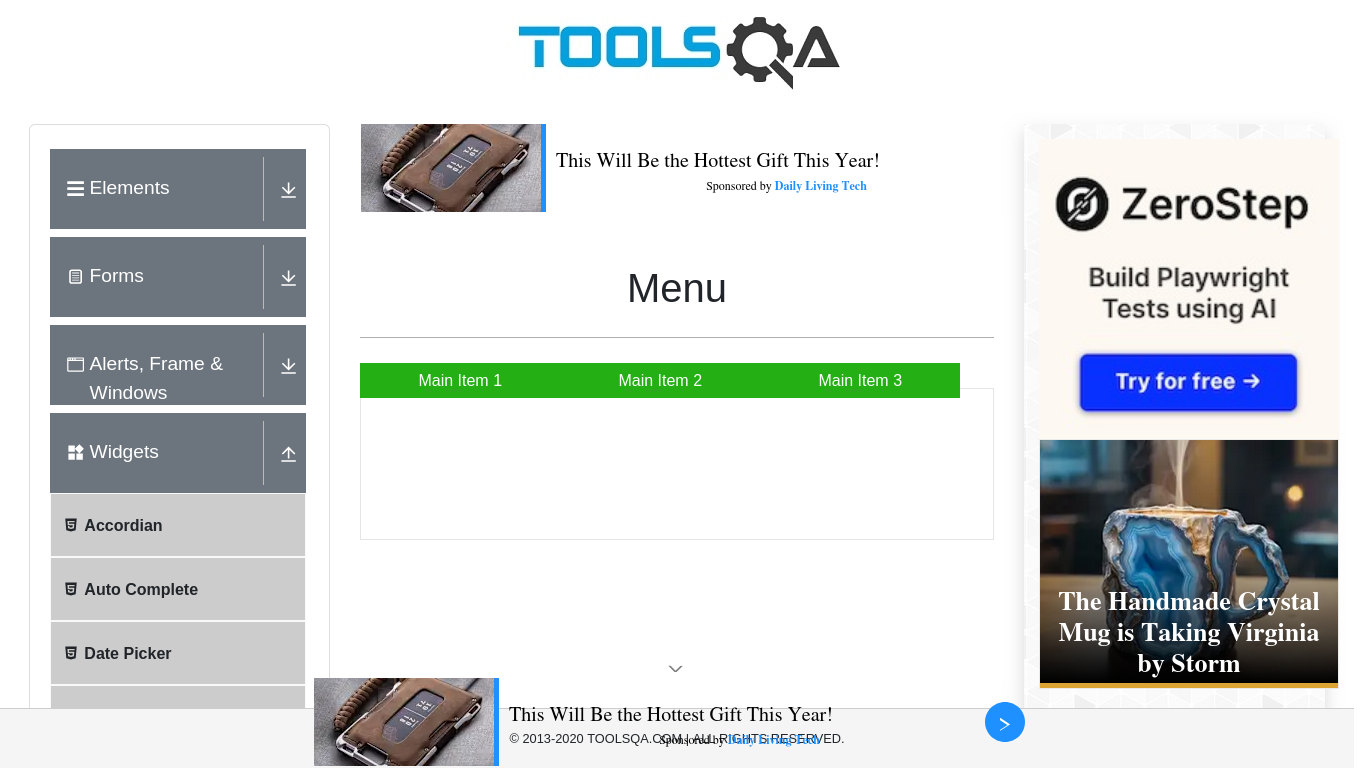 TOOLSQA
Elements
Forms
Alerts, Frame &
Windows
Widgets
Accordian
Auto Complete
Date Picker
This Will Be the Hottest Gift This Year!
Sponsored by Daily Living Tech
Menu
Main Item 1
Main Item 2
Main Item 3
ZeroStep
Build Playwright
Tests using AI
Try for free →
The Handmade Crystal
Mug is Taking Virginia
by Storm
This Will Be the Hottest Gift This Year!
Sponsored by Daily Living Tech
© 2013-2020 TOOLSQA.COM | ALL RIGHTS RESERVED.